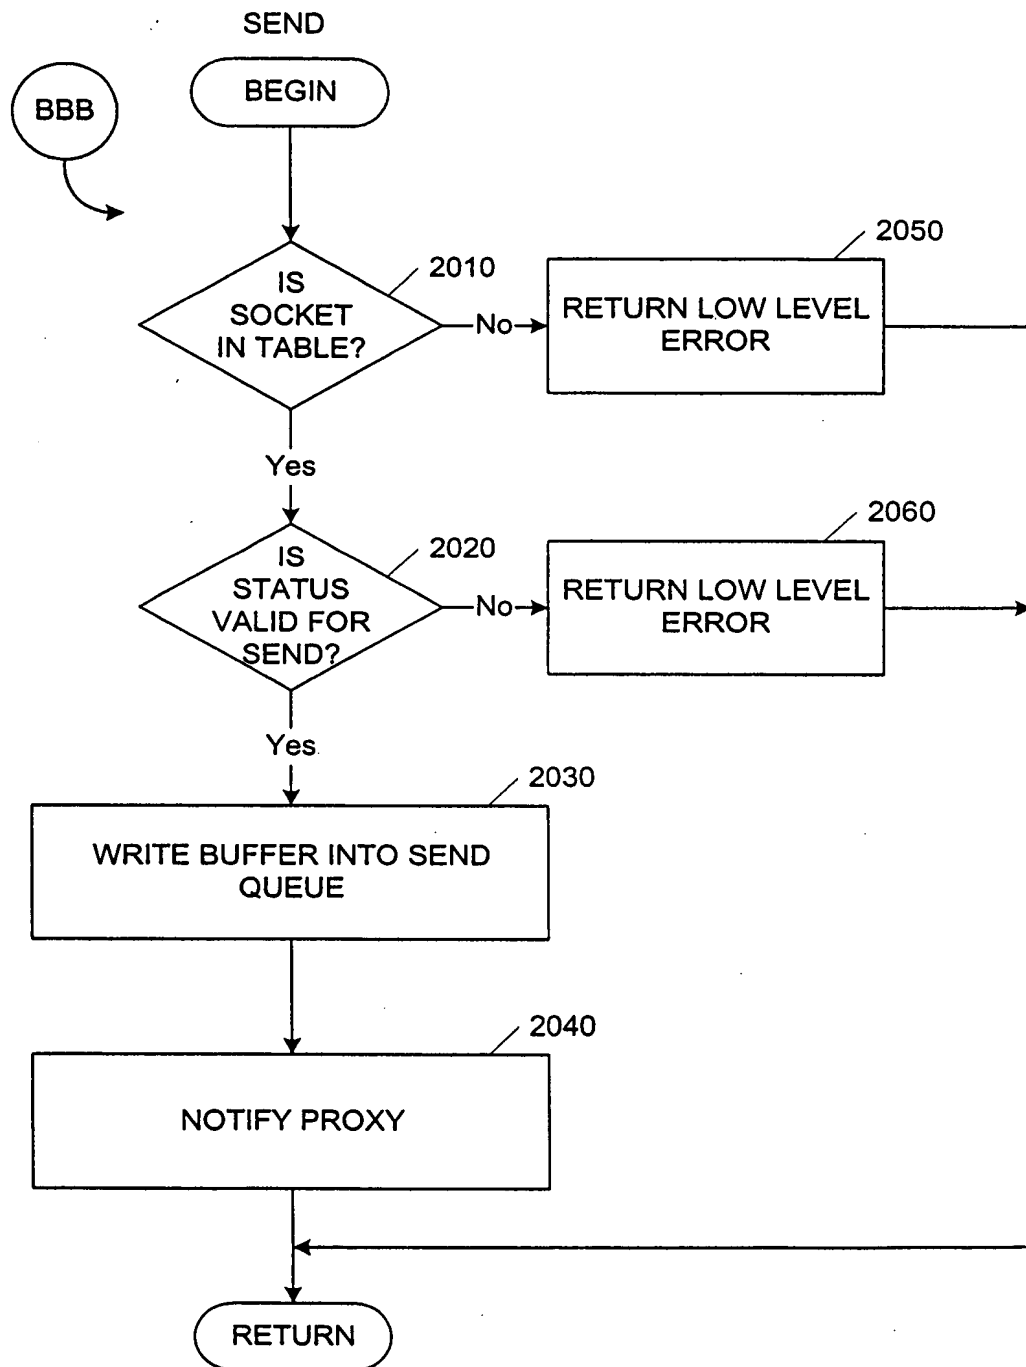 SEND
BEGIN
BBB
2010
IS
SOCKET
IN TABLE?
No
2050
RETURN LOW LEVEL
ERROR
Yes
2020
IS
STATUS
VALID FOR
SEND?
No
2060
RETURN LOW LEVEL
ERROR
Yes
2030
WRITE BUFFER INTO SEND
QUEUE
2040
NOTIFY PROXY
RETURN